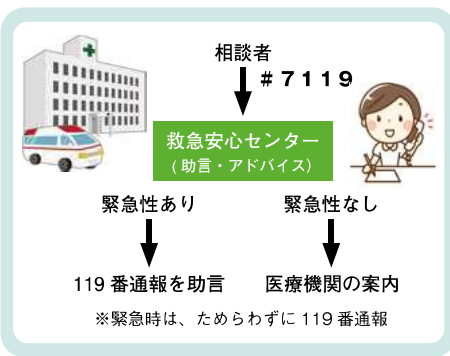 相談者
#7119
救急安心センター
(助言・アドバイス)
緊急性あり 緊急性なし
119番通報を助言 医療機関の案内
※緊急時は、ためらわずに119番通報